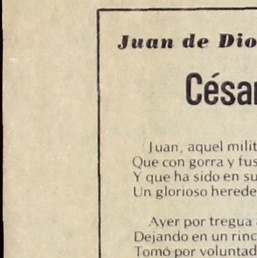 Juan de Dio
César
Juan, aquel milit
Que con gorra y fus
Y que ha sido en su
Un glorioso herede
Ayer por tregua
Dejando en un rinc
Tomó por voluntad